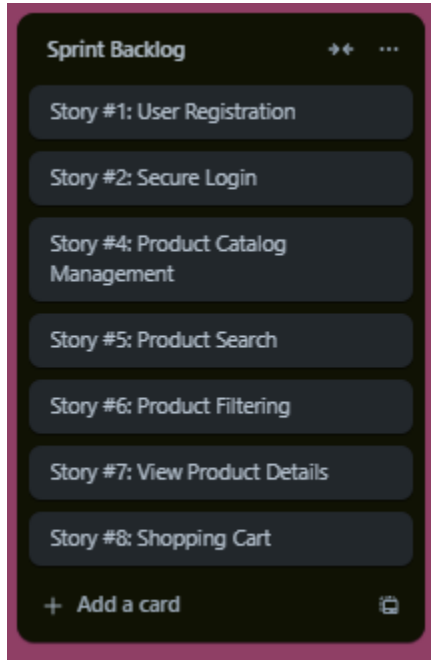 Sprint Backlog
Story #1: User Registration
Story #2: Secure Login
Story #4: Product Catalog
Management
Story #5: Product Search
Story #6: Product Filtering
Story #7: View Product Details
Story #8: Shopping Cart
+ Add a card